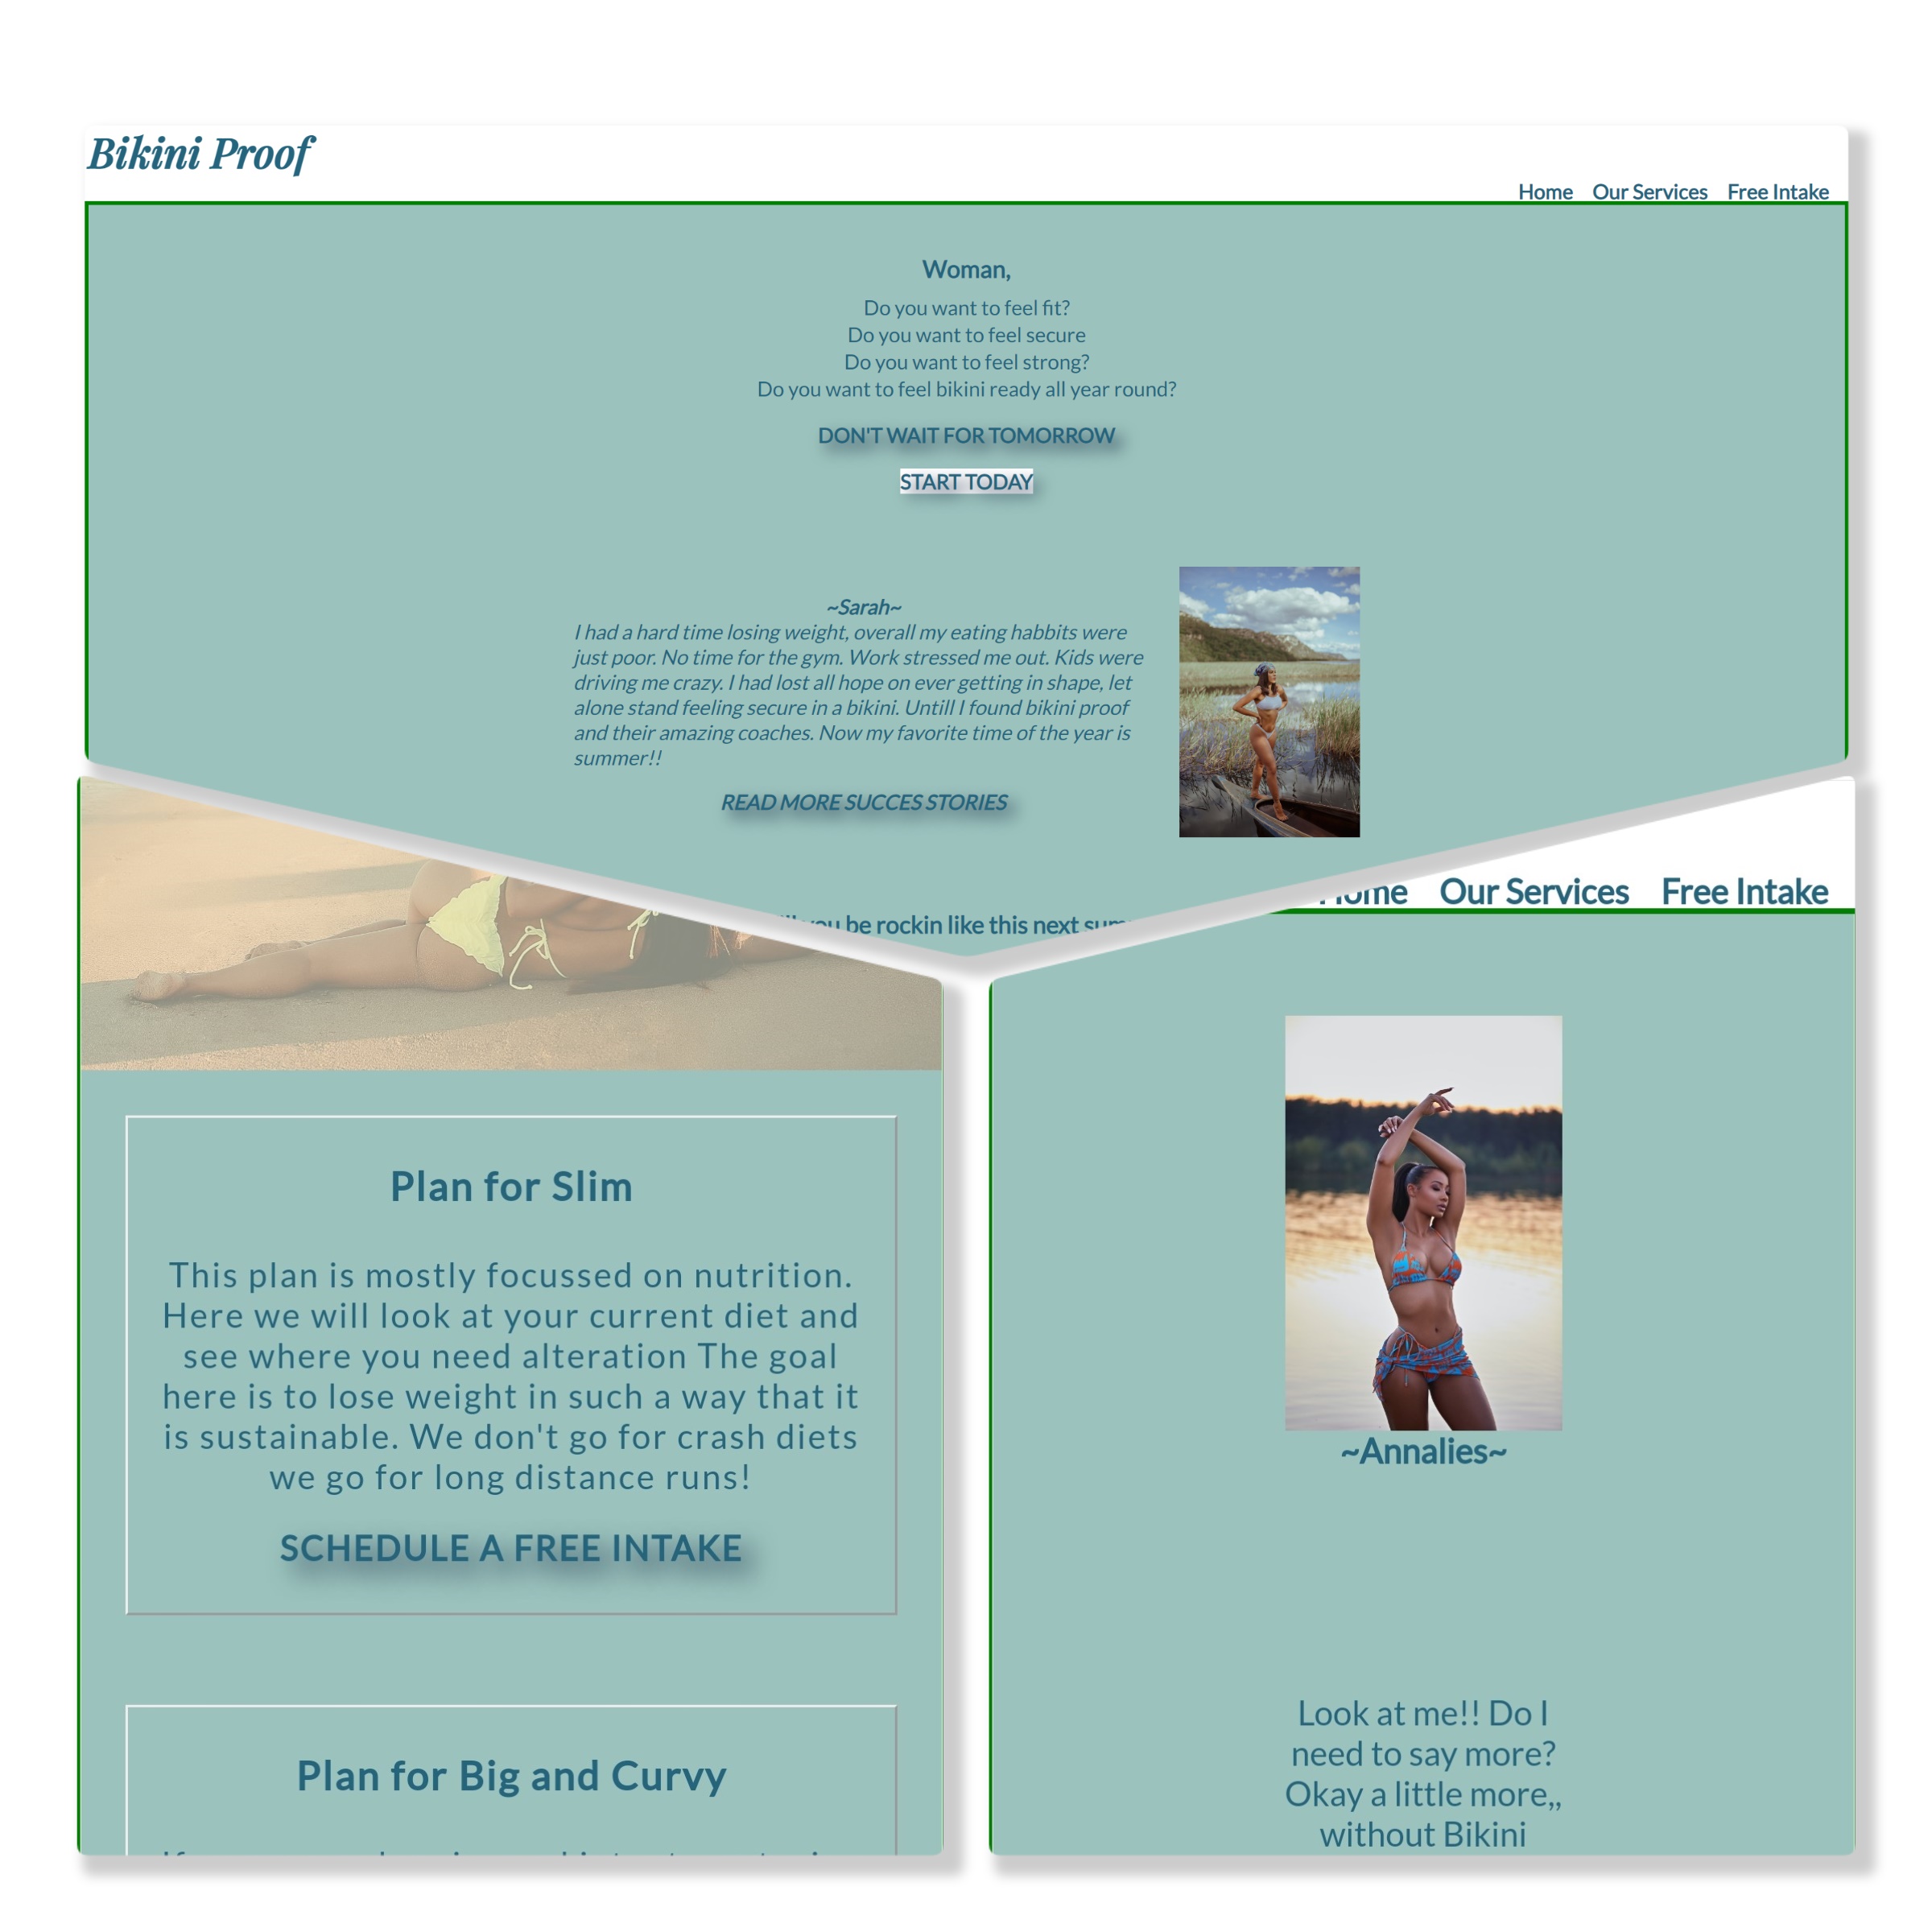 Bikini Proof
Home Our Services Free Intake
Woman,
Do you want to feel fit?
Do you want to feel secure
Do you want to feel strong?
Do you want to feel bikini ready all year round?
DON'T WAIT FOR TOMORROW
START TODAY
~Sarah~
I had a hard time losing weight, overall my eating habbits were
just poor. No time for the gym. Work stressed me out. Kids were
driving me crazy. I had lost all hope on ever getting in shape, let
alone stand feeling secure in a bikini. Untill I found bikini proof
and their amazing coaches. Now my favorite time of the year is
summer!!
READ MORE SUCCES STORIES
you be rockin like this next
Plan for Slim
This plan is mostly focussed on nutrition.
Here we will look at your current diet and
see where you need alteration The goal
here is to lose weight in such a way that it
is sustainable. We don't go for crash diets
we go for long distance runs!
SCHEDULE A FREE INTAKE
Plan for Big and Curvy
Home Our Services Free Intake
~Annalies~
Look at me!! Do I
need to say more?
Okay a little more,,
without Bikini